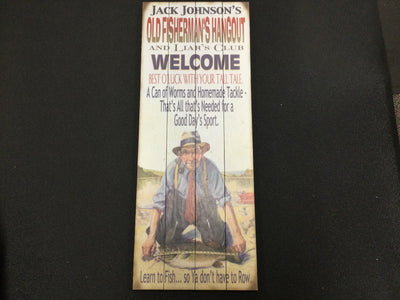 JACK JOHNSON'S
OLD FISHERMAN'S HANGOUT
AND LIAR'S CLUB
WELCOME
BEST O'LUCK WITH YOUR TALL TALE.
A Can of Worms and Homemade Tackle -
That's All that's Needed for a
Good Day's Sport.
Learn to Fish... so Ya don't have to Row.